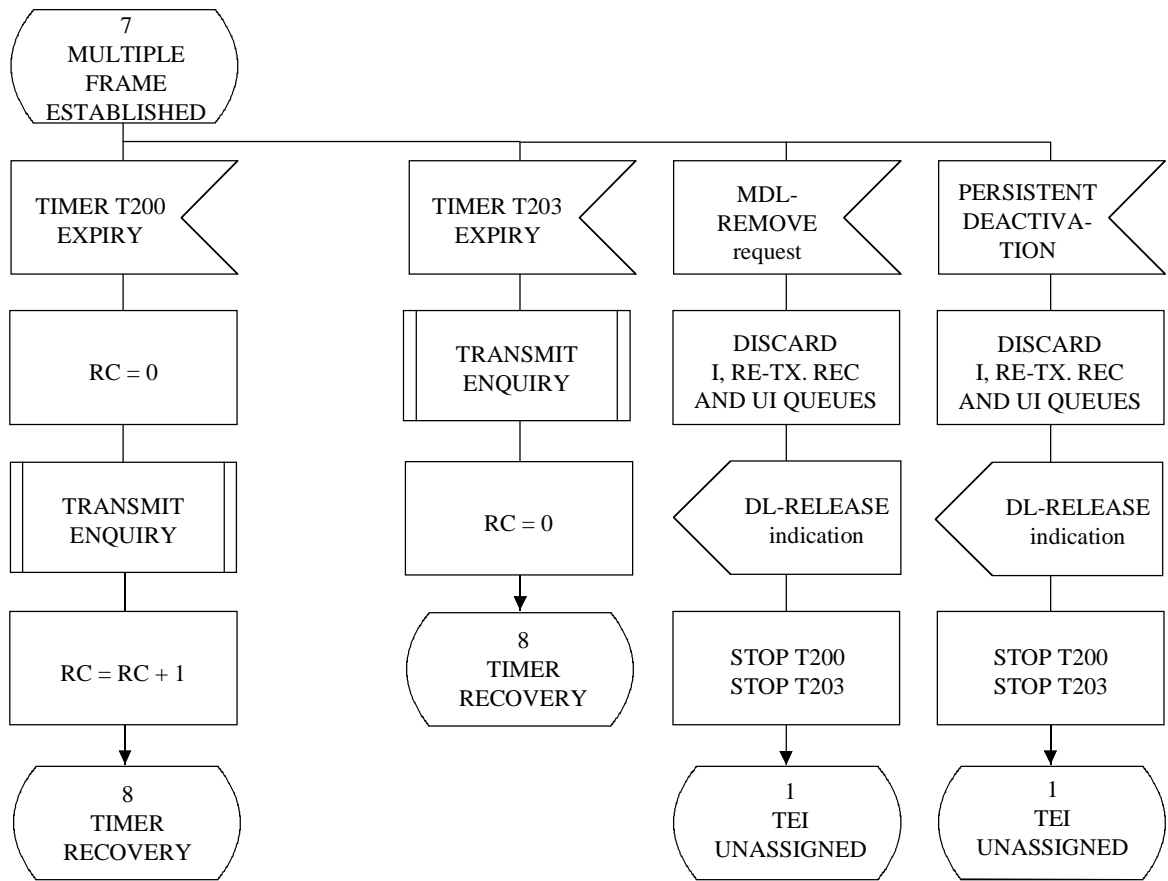 7
MULTIPLE
FRAME
ESTABLISHED
TIMER T200
EXPIRY
RC = 0
TRANSMIT
ENQUIRY
RC = RC + 1
8
TIMER
RECOVERY
TIMER T203
EXPIRY
TRANSMIT
ENQUIRY
RC = 0
8
TIMER
RECOVERY
MDL-
REMOVE
request
DISCARD
I, RE-TX. REC
AND UI QUEUES
DL-RELEASE
indication
STOP T200
STOP T203
1
TEI
UNASSIGNED
PERSISTENT
DEACTIVA-
TION
DISCARD
I, RE-TX. REC
AND UI QUEUES
DL-RELEASE
indication
STOP T200
STOP T203
1
TEI
UNASSIGNED